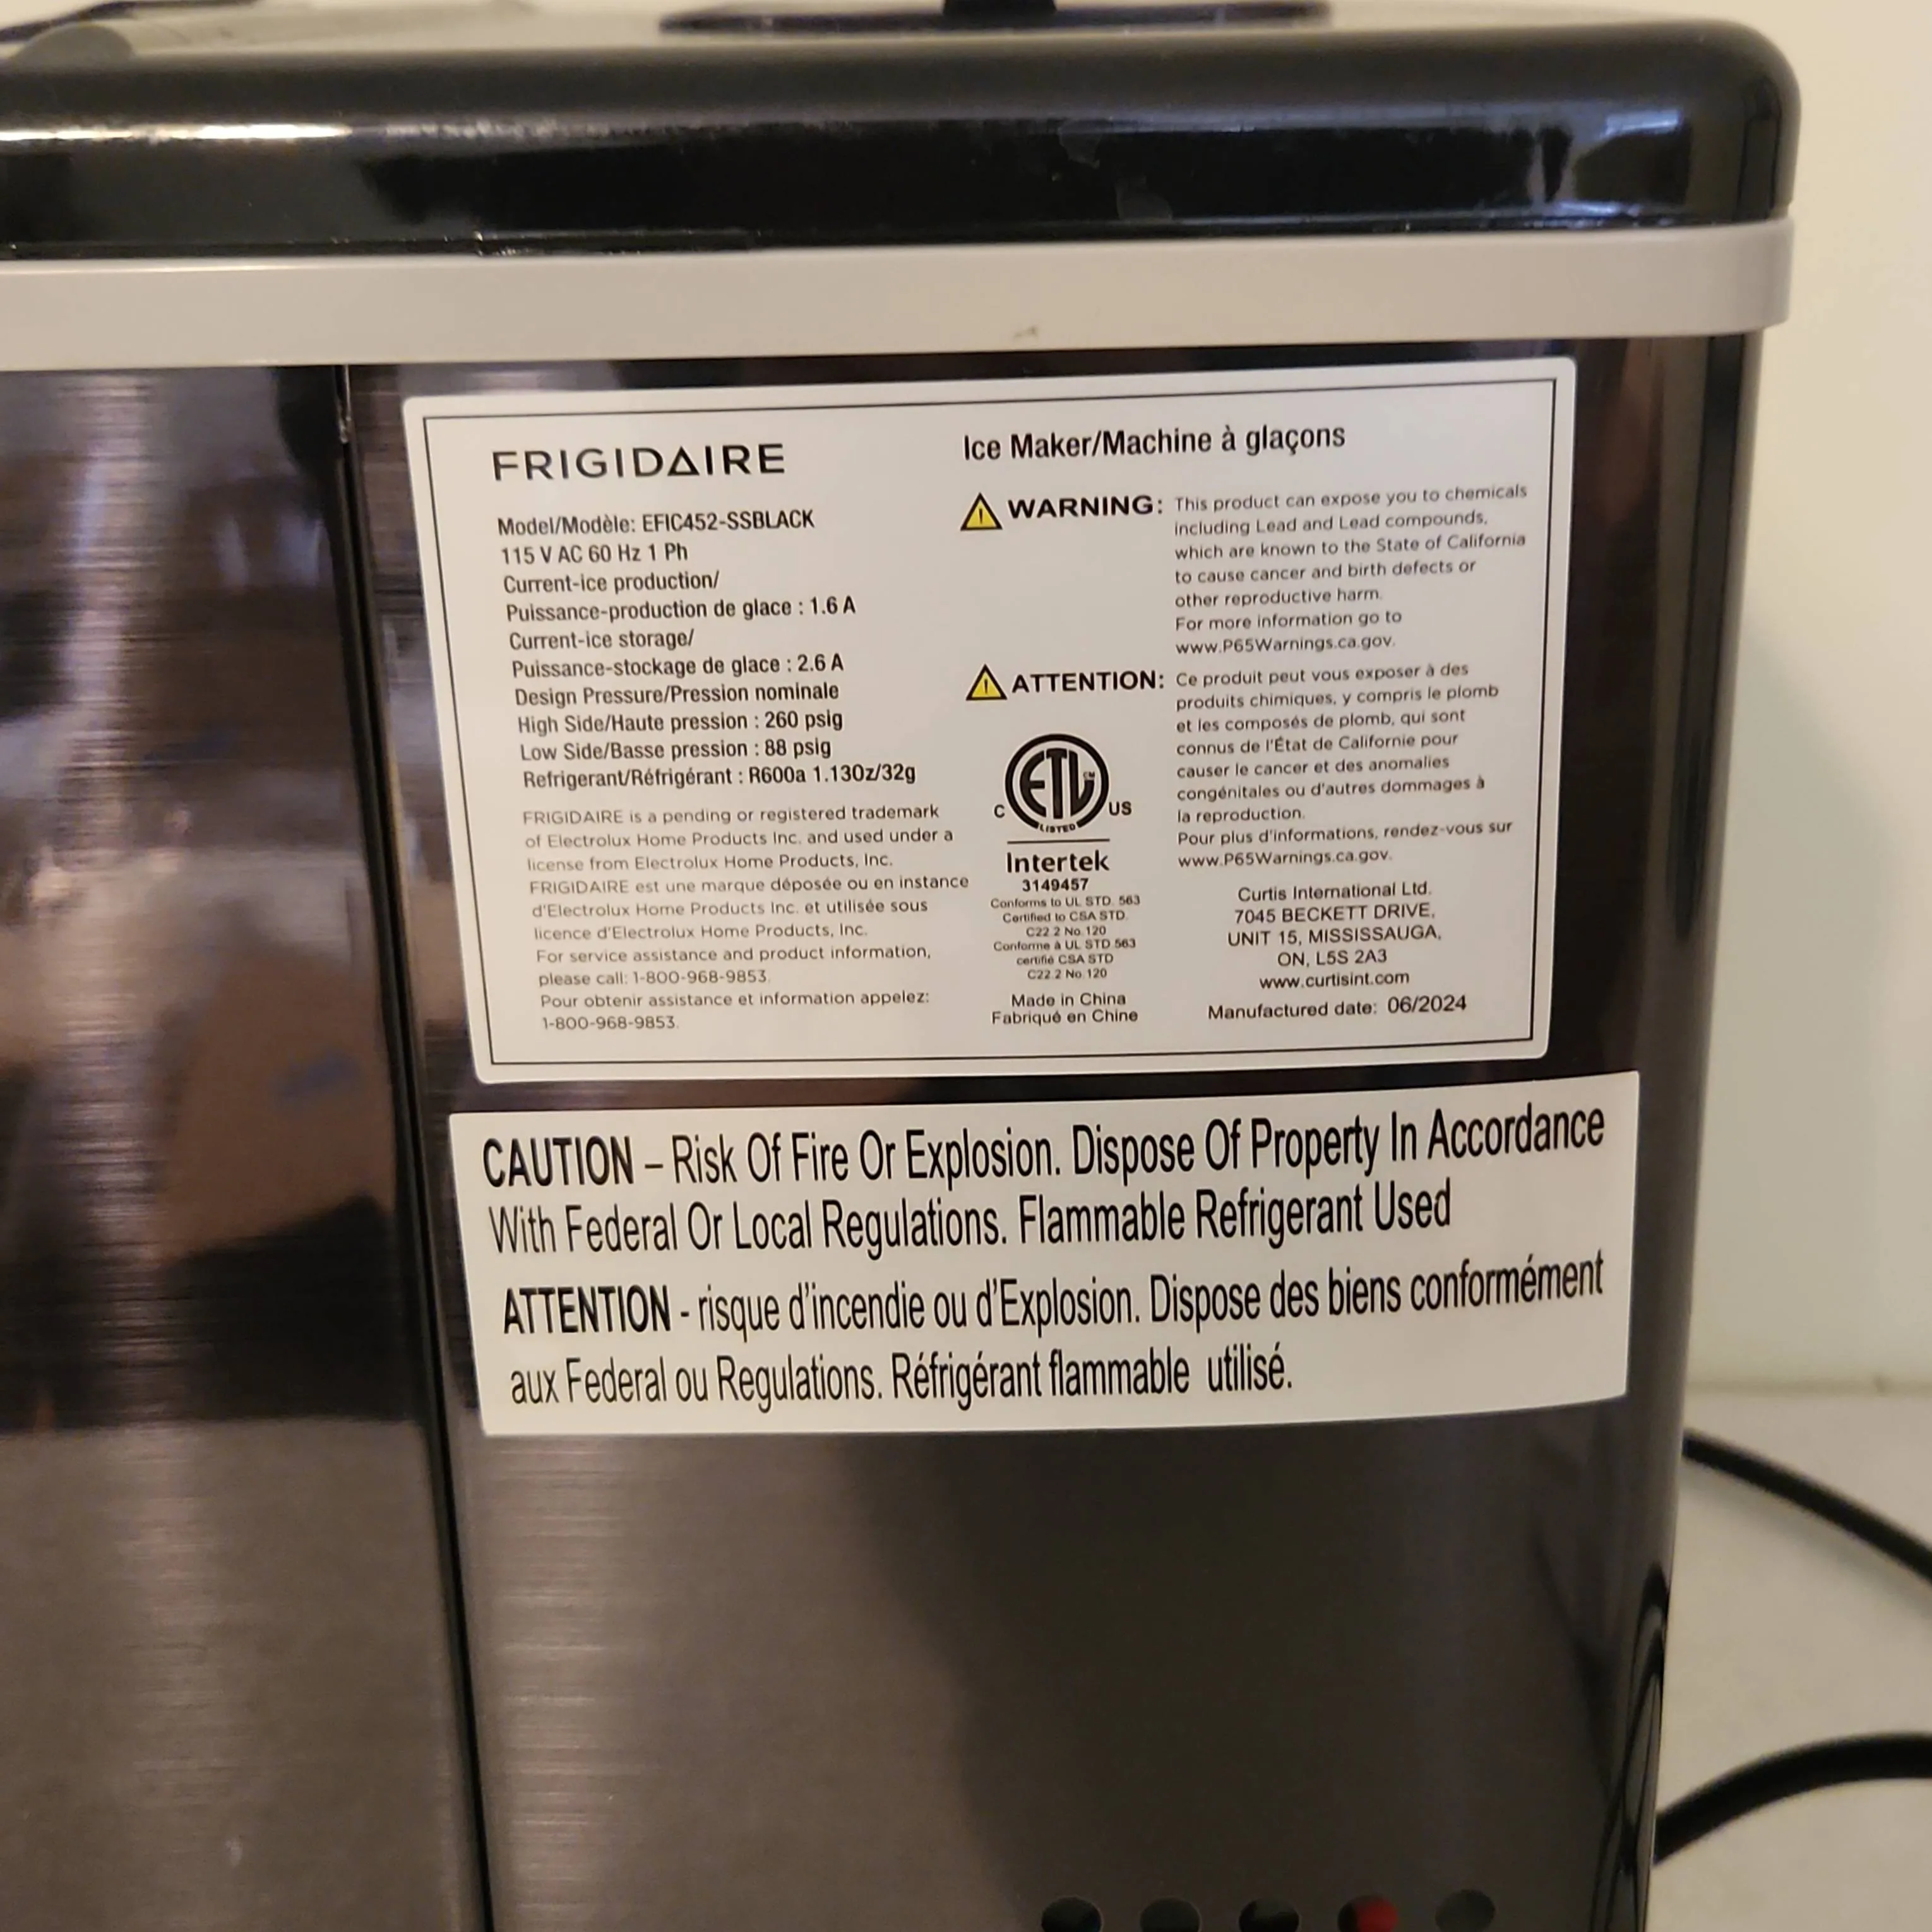 FRIGIDAIRE
Model/Modèle: EFIC452-SSBLACK
115 V AC 60 Hz 1 Ph
Current-ice production/
Puissance-production de glace : 1.6 A
Current-ice storage/
Puissance-stockage de glace : 2.6 A
Design Pressure/Pression nominale
High Side/Haute pression : 260 psig
Low Side/Basse pression : 88 psig
Refrigerant/Réfrigérant : R600a 1.13Oz/32g
FRIGIDAIRE is a pending or registered trademark
of Electrolux Home Products Inc. and used under a
license from Electrolux Home Products, Inc.
FRIGIDAIRE est une marque déposée ou en instance
d'Electrolux Home Products Inc. et utilisée sous
licence d'Electrolux Home Products, Inc.
For service assistance and product information,
please call: 1-800-968-9853.
Pour obtenir assistance et information appelez:
1-800-968-9853.
Ice Maker/Machine à glaçons
WARNING: This product can expose you to chemicals
including Lead and Lead compounds,
which are known to the State of California
to cause cancer and birth defects or
other reproductive harm.
For more information go to
www.P65Warnings.ca.gov.
ATTENTION: Ce produit peut vous exposer à des
produits chimiques, y compris le plomb
et les composés de plomb, qui sont
connus de l'État de Californie pour
causer le cancer et des anomalies
congénitales ou d'autres dommages à
la reproduction.
Pour plus d'informations, rendez-vous sur
www.P65Warnings.ca.gov.
ETL CM
C US
LISTED
Intertek
3149457
Conforms to UL STD. 563
Certified to CSA STD.
C22.2 No.120
Conforme à UL STD.563
certifié CSA STD
C22.2 No.120
Made in China
Fabriqué en Chine
Curtis International Ltd.
7045 BECKETT DRIVE,
UNIT 15, MISSISSAUGA,
ON, L5S 2A3
www.curtisint.com
Manufactured date: 06/2024
CAUTION – Risk Of Fire Or Explosion. Dispose Of Property In Accordance
With Federal Or Local Regulations. Flammable Refrigerant Used
ATTENTION - risque d'incendie ou d'Explosion. Dispose des biens conformément
aux Federal ou Regulations. Réfrigérant flammable utilisé.